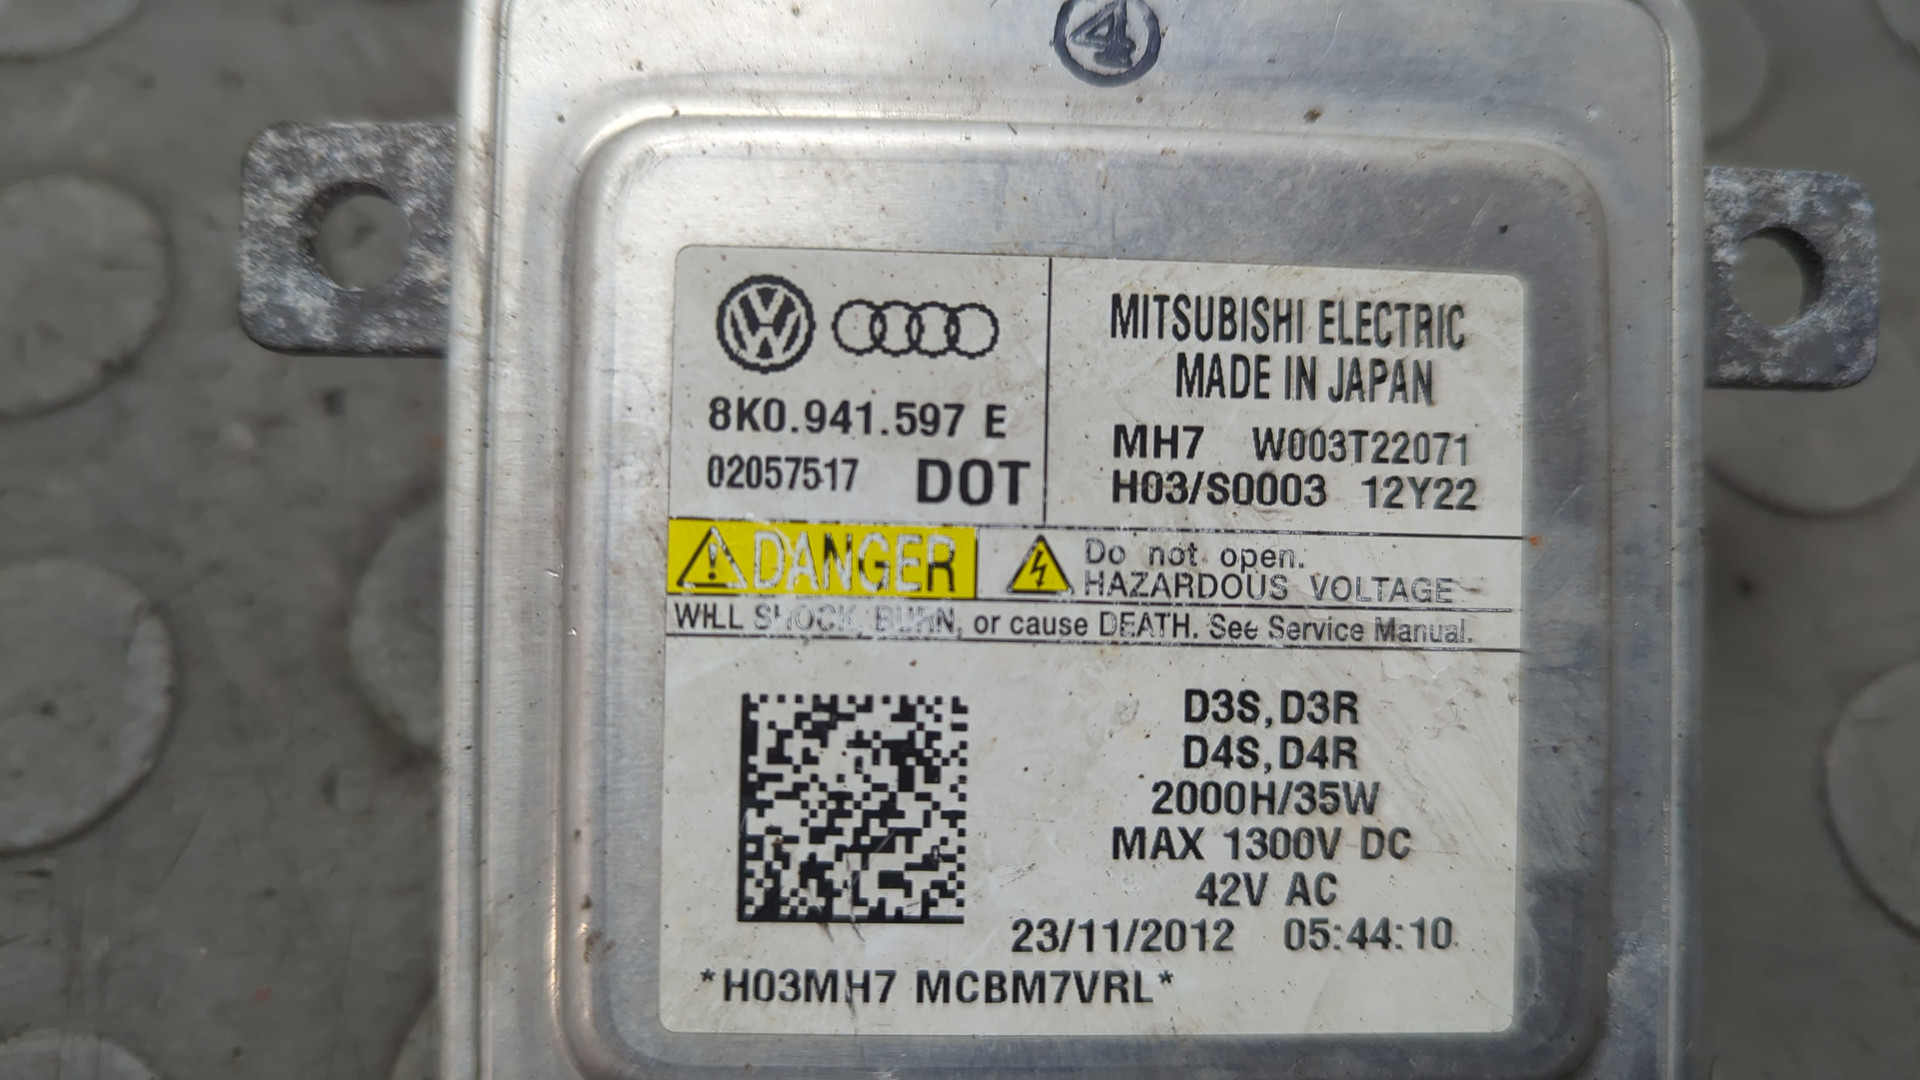 4
8K0.941.597 E
02057517 DOT
MITSUBISHI ELECTRIC
MADE IN JAPAN
MH7 W003T22071
H03/S0003 12Y22
DANGER
Do not open.
HAZARDOUS VOLTAGE
WILL SHOCK, BURN, or cause DEATH. See Service Manual.
D3S,D3R
D4S,D4R
2000H/35W
MAX 1300V DC
42V AC
23/11/2012 05:44:10
*H03MH7 MCBM7VRL*